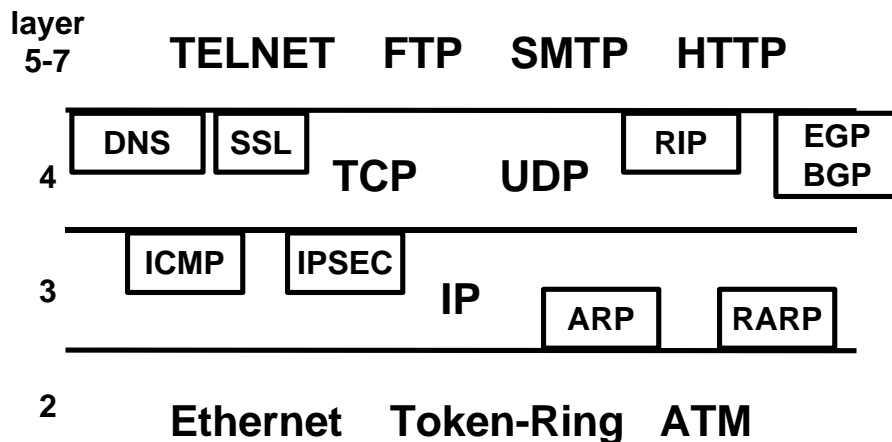 layer
5-7 TELNET FTP SMTP HTTP
DNS SSL RIP EGP
BGP
4 TCP UDP
ICMP IPSEC
3 IP
ARP RARP
2 Ethernet Token-Ring ATM